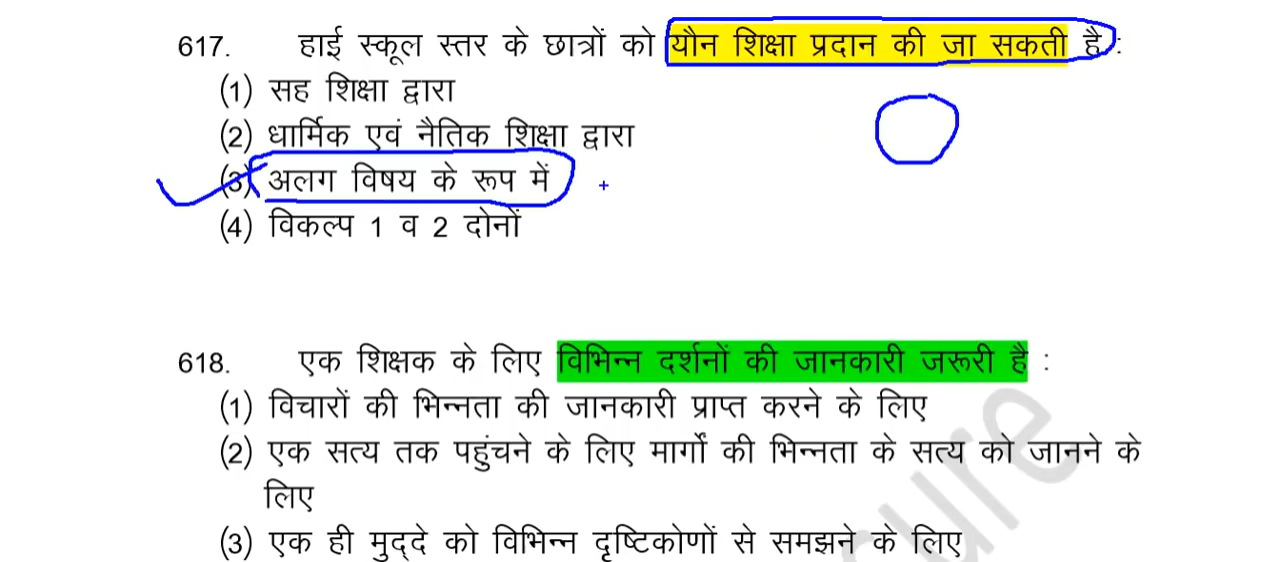 617. हाई स्कूल स्तर के छात्रों को यौन शिक्षा प्रदान की जा सकती है :
(1) सह शिक्षा द्वारा
(2) धार्मिक एवं नैतिक शिक्षा द्वारा
(3) अलग विषय के रूप में
(4) विकल्प 1 व 2 दोनों
618. एक शिक्षक के लिए विभिन्न दर्शनों की जानकारी जरूरी है :
(1) विचारों की भिन्नता की जानकारी प्राप्त करने के लिए
(2) एक सत्य तक पहुंचने के लिए मार्गो की भिन्नता के सत्य को जानने के
लिए
(3) एक ही मुद्दे को विभिन्न दृष्टिकोणों से समझने के लिए